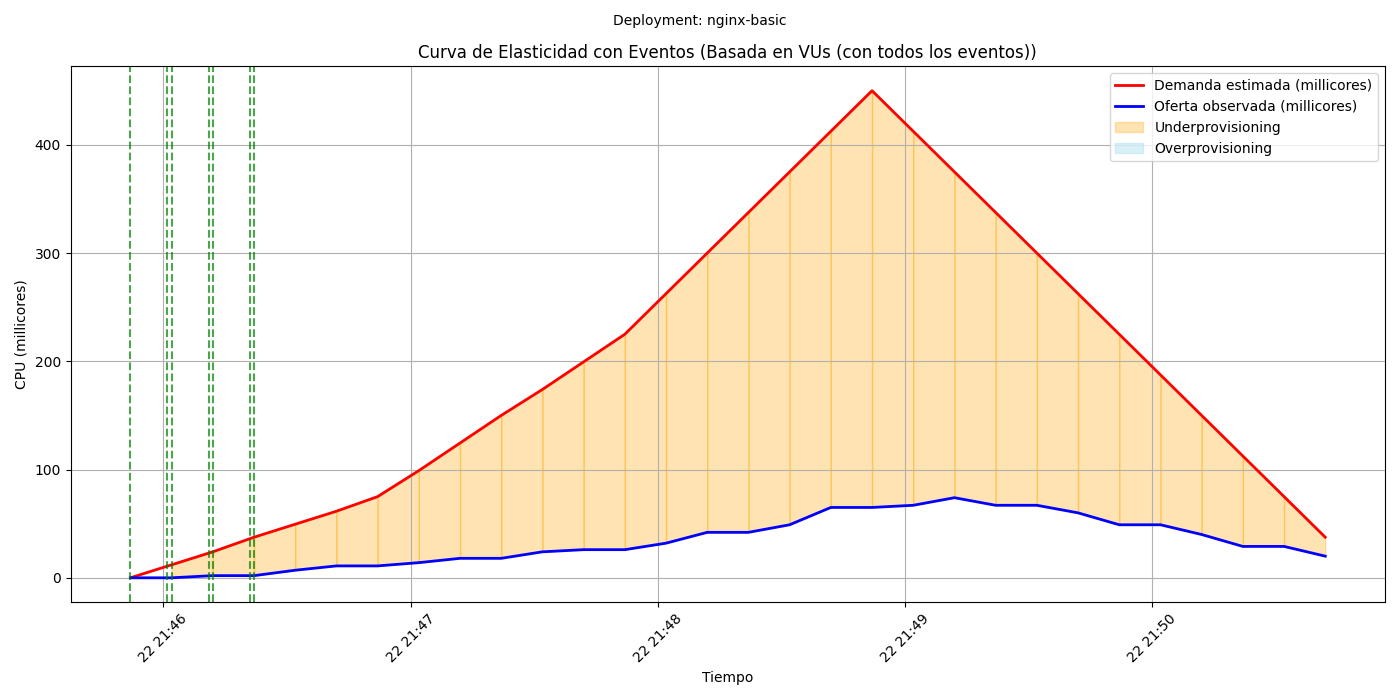 Deployment: nginx-basic
Curva de Elasticidad con Eventos (Basada en VUs (con todos los eventos))
Demanda estimada (millicores)
Oferta observada (millicores)
Underprovisioning
Overprovisioning
CPU (millicores)
400
300
200
100
0
22 21:46
22 21:47
22 21:48
22 21:49
22 21:50
Tiempo